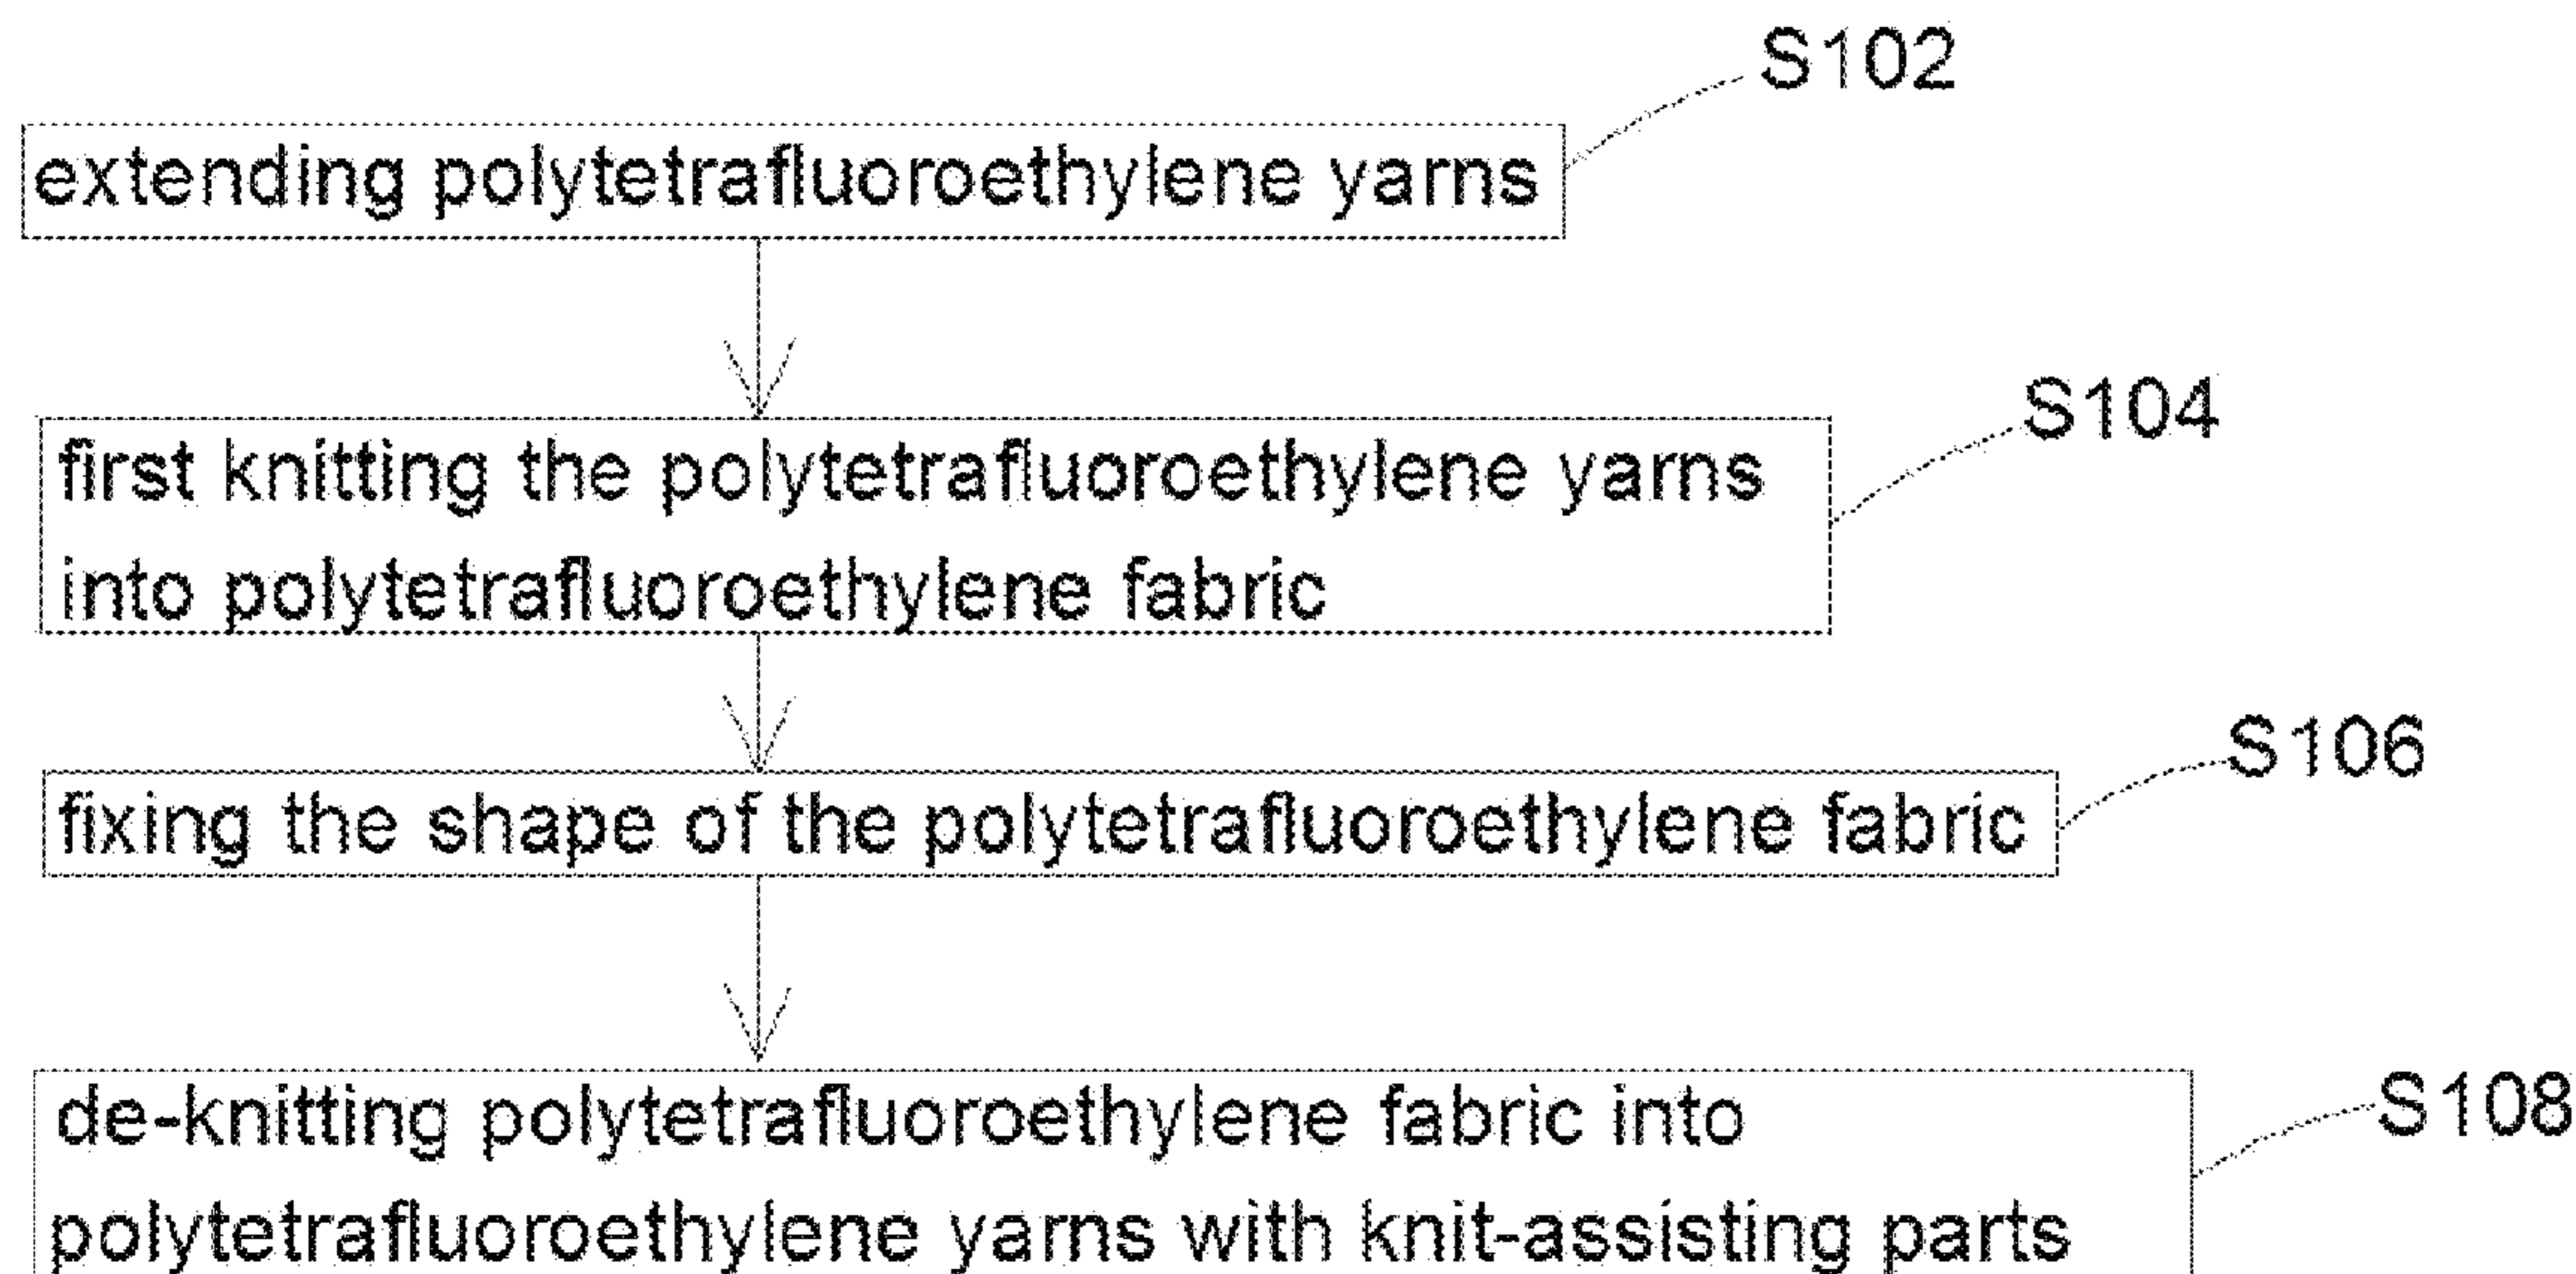 S102
extending polytetrafluoroethylene yarns
S104
first knitting the polytetrafluoroethylene yarns
into polytetrafluoroethylene fabric
S106
fixing the shape of the polytetrafluoroethylene fabric
S108
de-knitting polytetrafluoroethylene fabric into
polytetrafluoroethylene yarns with knit-assisting parts